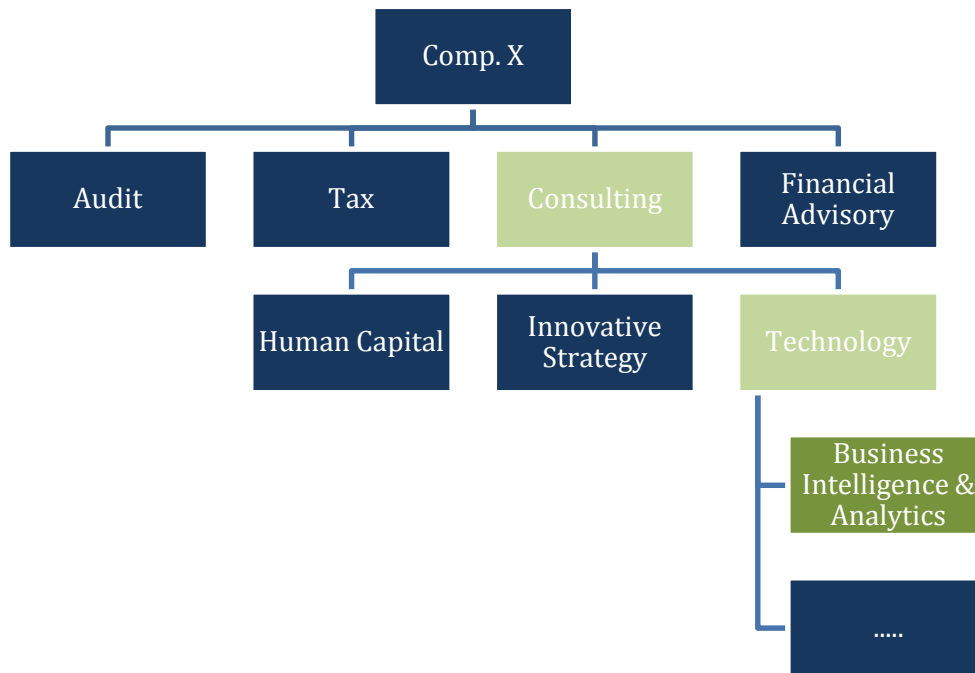 Comp. X
Audit
Tax
Consulting
Financial
Advisory
Human Capital
Innovative
Strategy
Technology
Business
Intelligence &
Analytics
.....